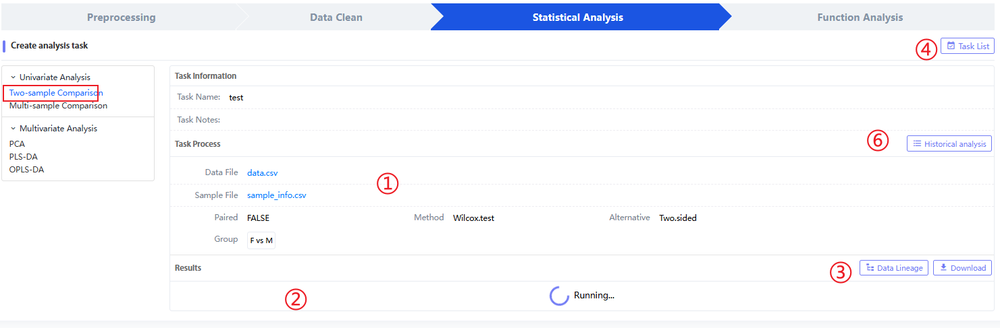 Preprocessing
Data Clean
Statistical Analysis
Function Analysis
Create analysis task
④
Task List
Univariate Analysis
Two-sample Comparison
Multi-sample Comparison
Multivariate Analysis
PCA
PLS-DA
OPLS-DA
Task Information
Task Name: test
Task Notes:
Task Process
⑥
Historical analysis
Data File data.csv
①
Sample File sample_info.csv
Paired FALSE Method Wilcox.test Alternative Two.sided
Group F vs M
Results
③
Data Lineage
Download
②
Running...